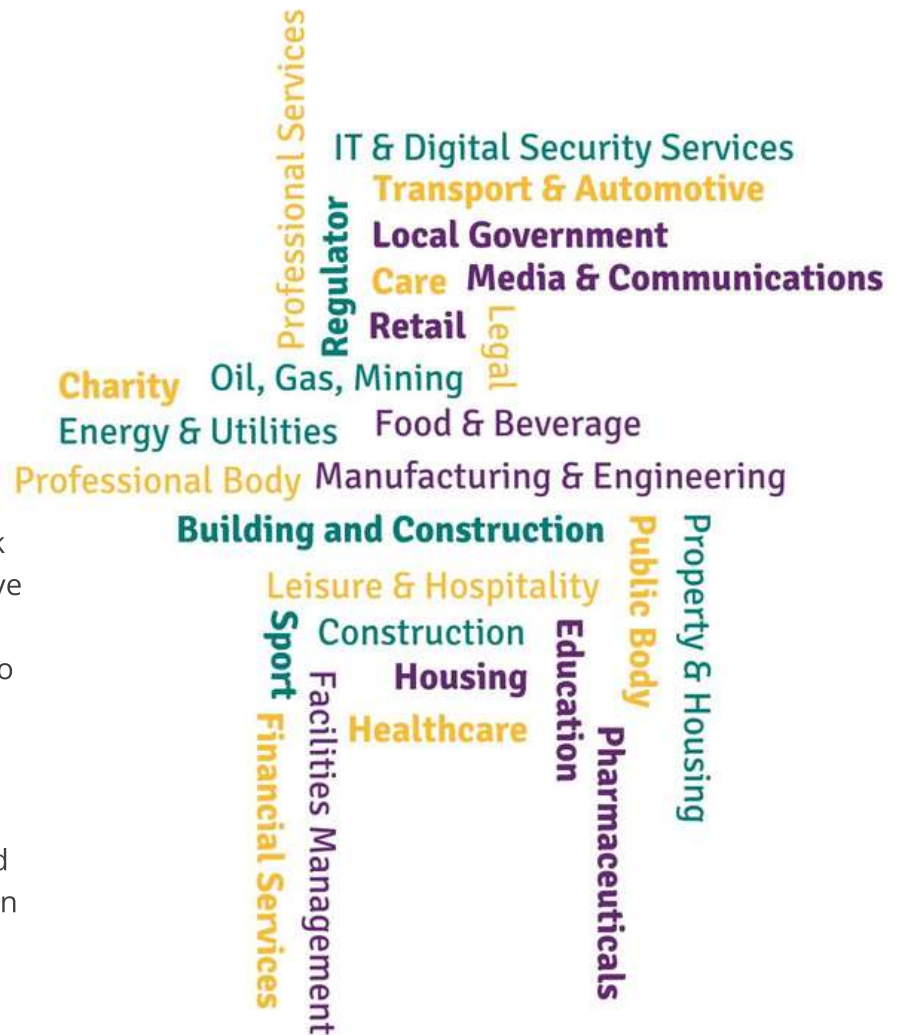 Professional Services
IT & Digital Security Services
Transport & Automotive
Regulator
Local Government
Care
Media & Communications
Retail
Legal
Charity
Oil, Gas, Mining
Energy & Utilities
Food & Beverage
Professional Body
Manufacturing & Engineering
Building and Construction
Public Body
Property & Housing
Leisure & Hospitality
Sport
Construction
Education
Housing
Facilities Management
Healthcare
Financial Services
Pharmaceuticals